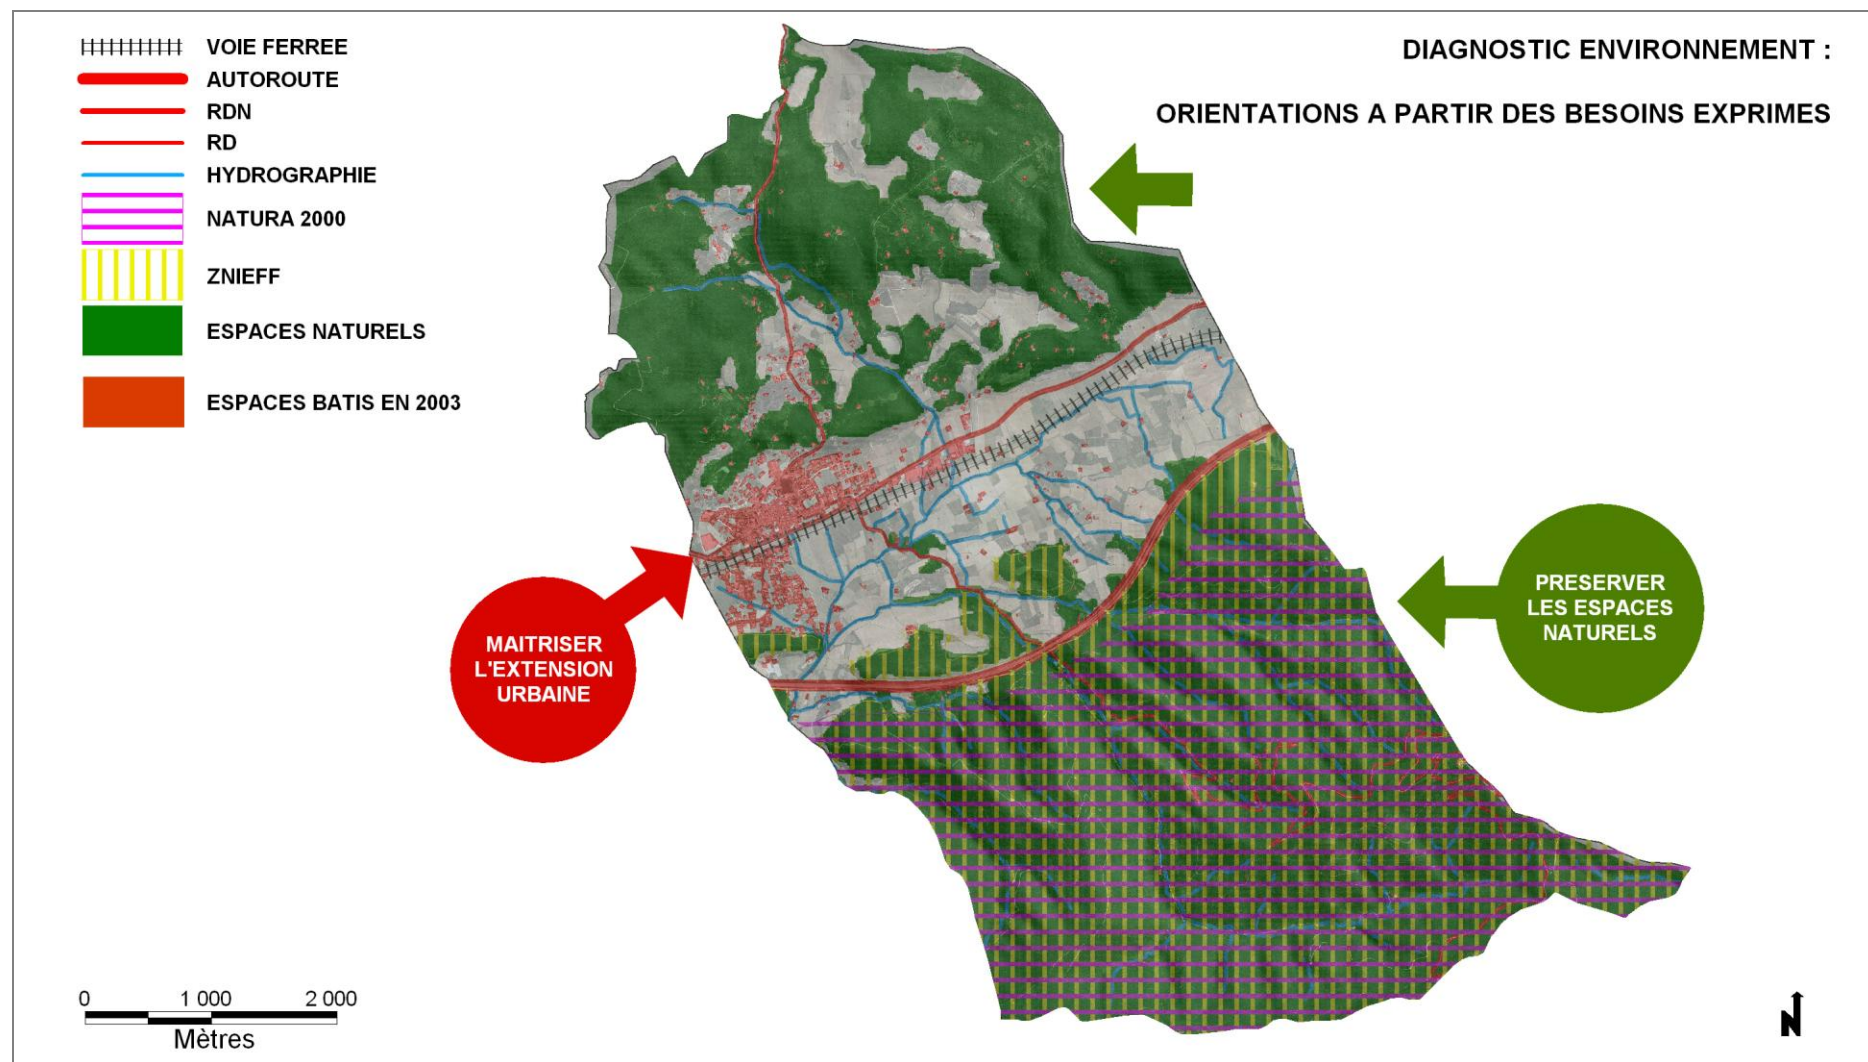 VOIE FERREE
AUTOROUTE
RDN
RD
HYDROGRAPHIE
NATURA 2000
ZNIEFF
ESPACES NATURELS
ESPACES BATIS EN 2003
DIAGNOSTIC ENVIRONNEMENT :
ORIENTATIONS A PARTIR DES BESOINS EXPRIMES
MAITRISER
L'EXTENSION
URBAINE
PRESERVER
LES ESPACES
NATURELS
0 1 000 2 000
Mètres
N